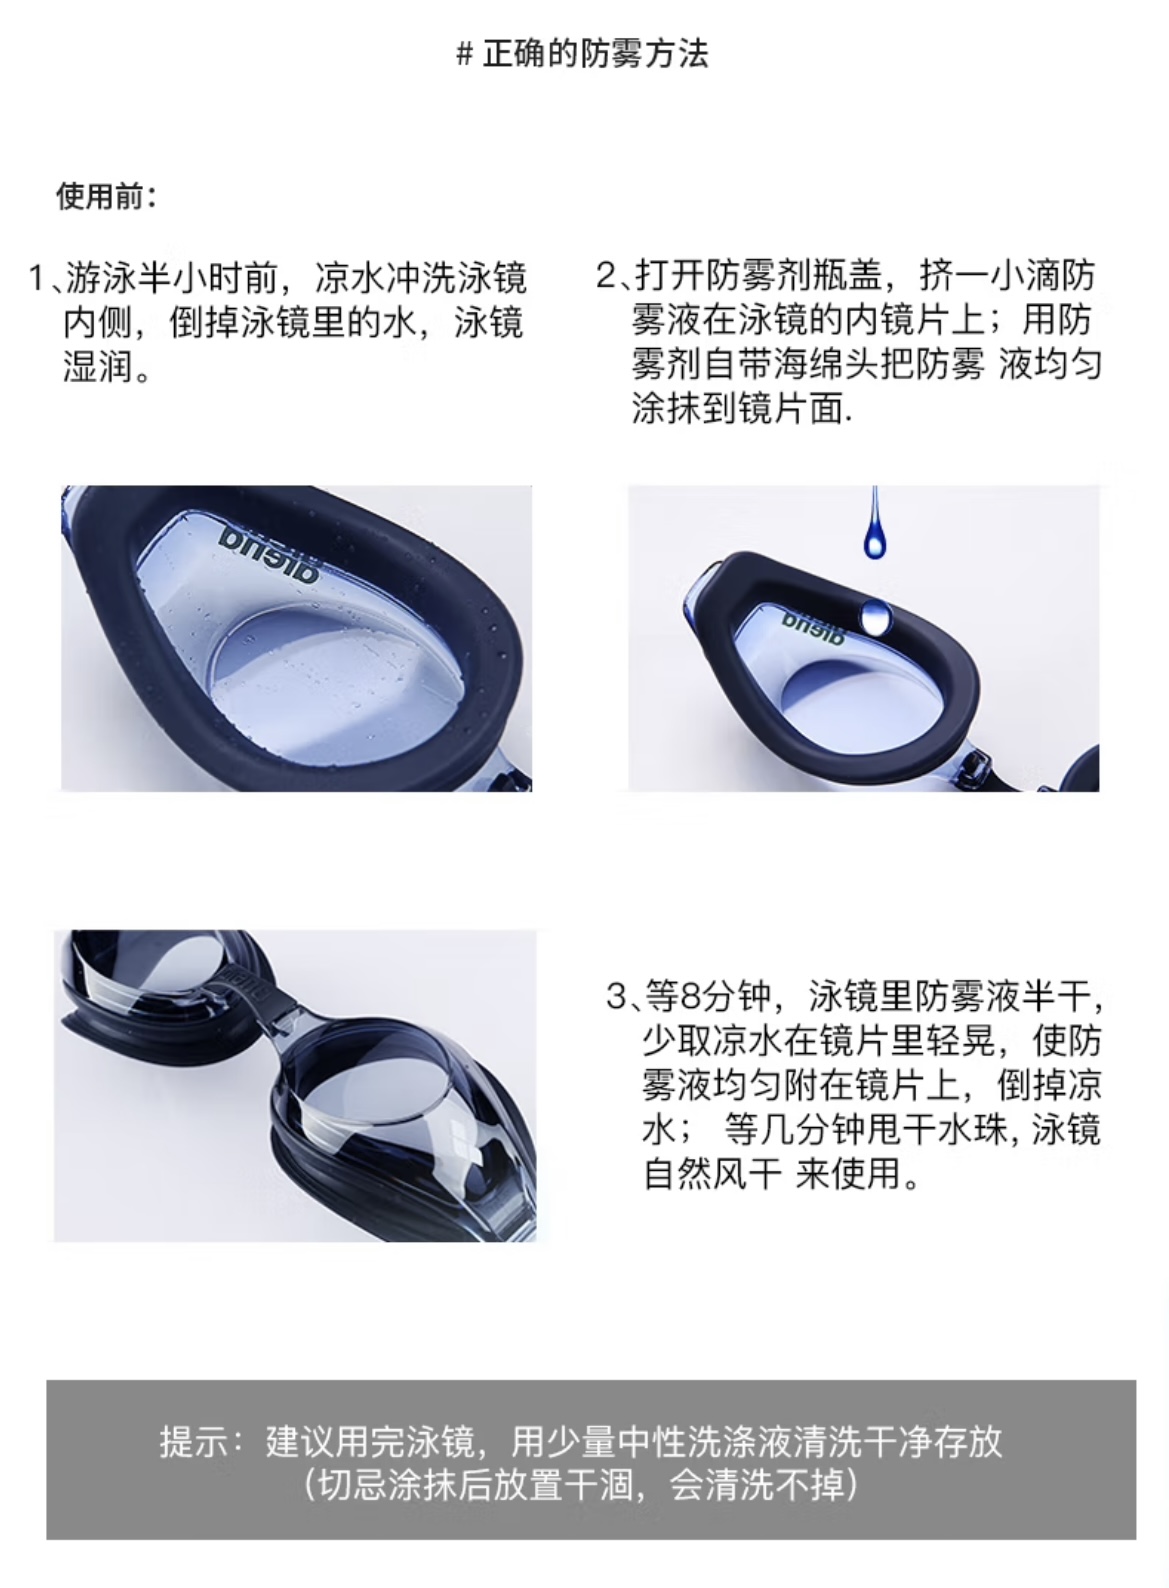 # 正确的防雾方法
使用前：
1、游泳半小时前，凉水冲洗泳镜
内侧，倒掉泳镜里的水，泳镜
湿润。
2、打开防雾剂瓶盖，挤一小滴防
雾液在泳镜的内镜片上；用防
雾剂自带海绵头把防雾 液均匀
涂抹到镜片面.
arena
arena
arena
3、等8分钟，泳镜里防雾液半干,
少取凉水在镜片里轻晃，使防
雾液均匀附在镜片上，倒掉凉
水； 等几分钟甩干水珠, 泳镜
自然风干 来使用。
提示：建议用完泳镜，用少量中性洗涤液清洗干净存放
（切忌涂抹后放置干涸，会清洗不掉）